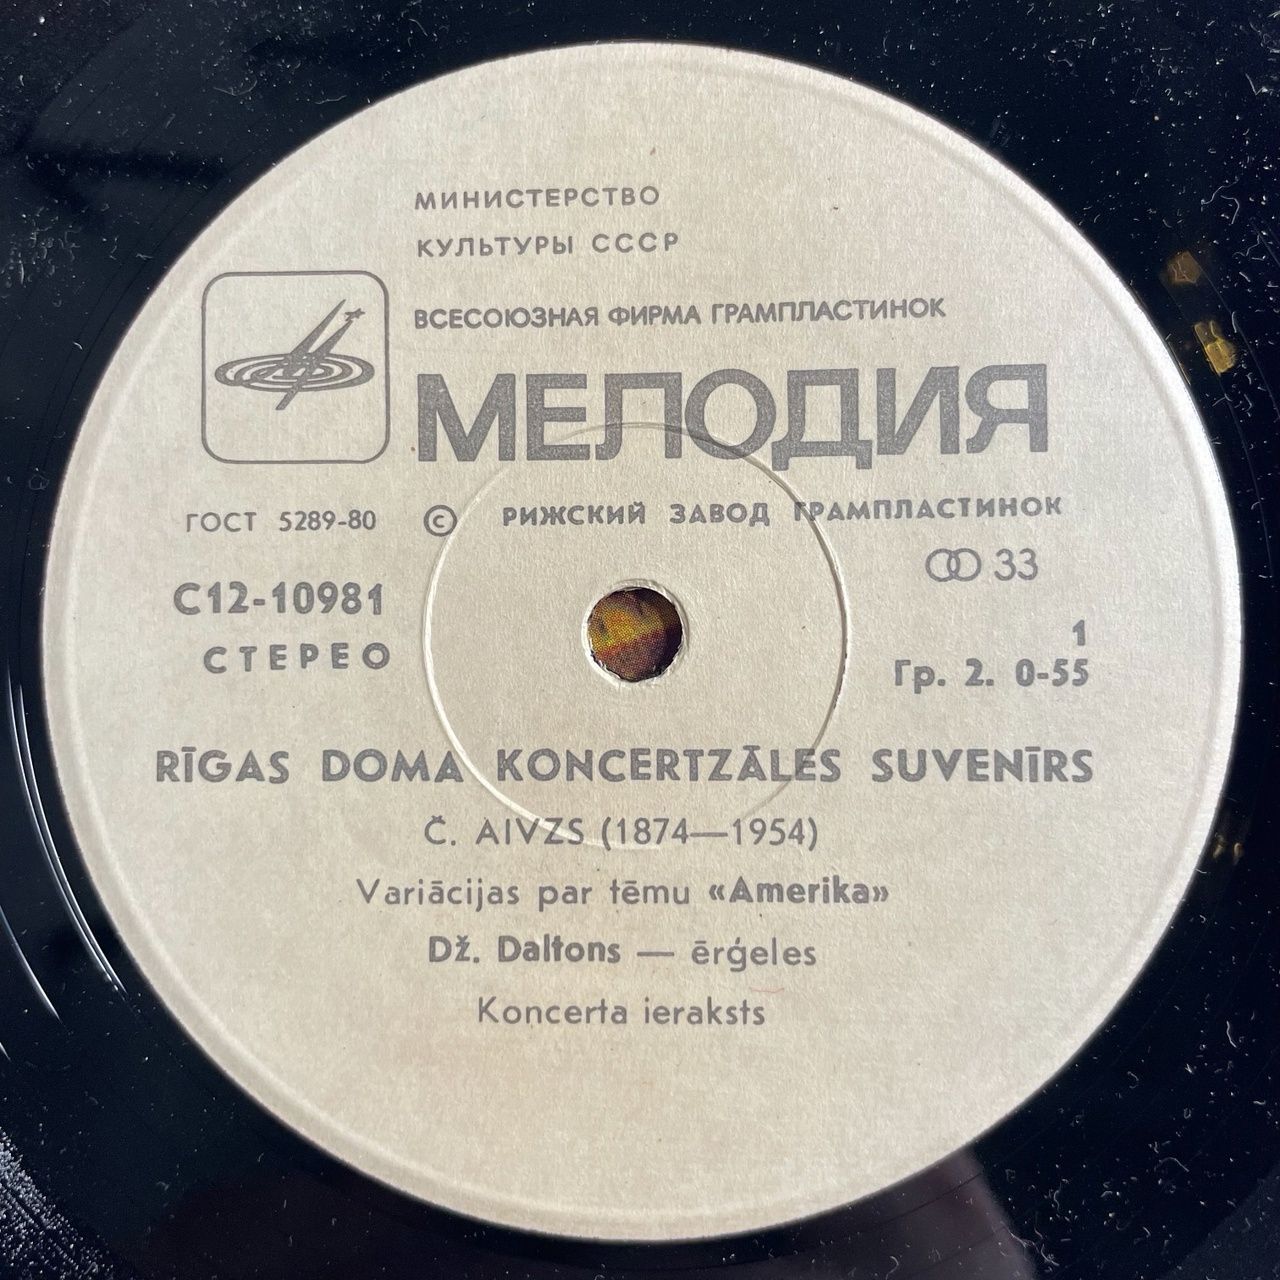 МИНИСТЕРСТВО
КУЛЬТУРЫ СССР
ВСЕСОЮЗНАЯ ФИРМА ГРАМПЛАСТИНОК
МЕЛОДИЯ
ГОСТ 5289-80 © РИЖСКИЙ ЗАВОД ГРАМПЛАСТИНОК
33
С12-10981
1
СТЕРЕО
Гр. 2. 0-55
RĪGAS DOMA KONCERTZĀLES SUVENĪRS
Č. AIVZS (1874—1954)
Variācijas par tēmu «Amerika»
Dž. Daltons — ērģeles
Koncerta ieraksts